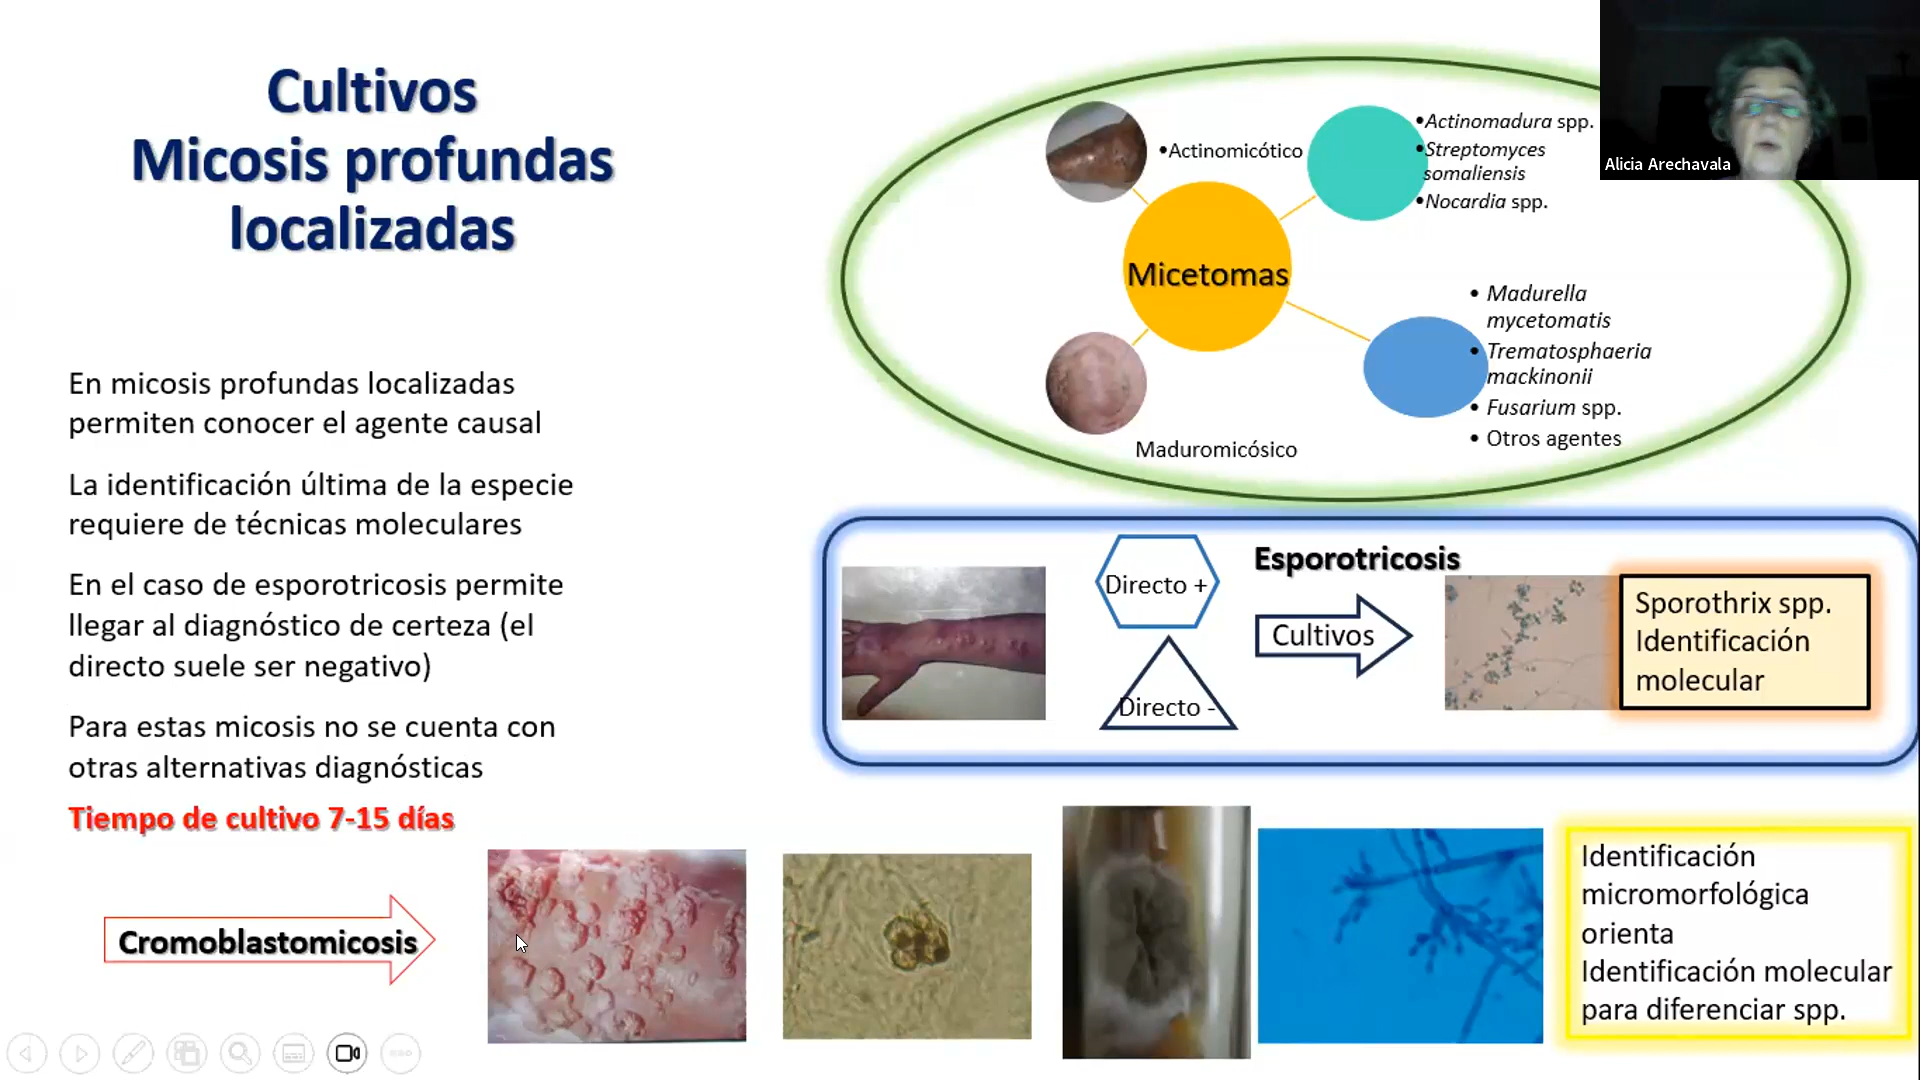 Cultivos
Micosis profundas
localizadas
En micosis profundas localizadas
permiten conocer el agente causal
La identificación última de la especie
requiere de técnicas moleculares
En el caso de esporotricosis permite
llegar al diagnóstico de certeza (el
directo suele ser negativo)
Para estas micosis no se cuenta con
otras alternativas diagnósticas
Tiempo de cultivo 7-15 días
•Actinomicótico
•Actinomadura spp.
•Streptomyces
somaliensis
•Nocardia spp.
Micetomas
• Madurella
mycetomatis
• Trematosphaeria
mackinonii
• Fusarium spp.
• Otros agentes
Maduromicósico
Alicia Arechavala
Esporotricosis
Directo +
Directo -
Cultivos
Sporothrix spp.
Identificación
molecular
Cromoblastomicosis
Identificación
micromorfológica
orienta
Identificación molecular
para diferenciar spp.